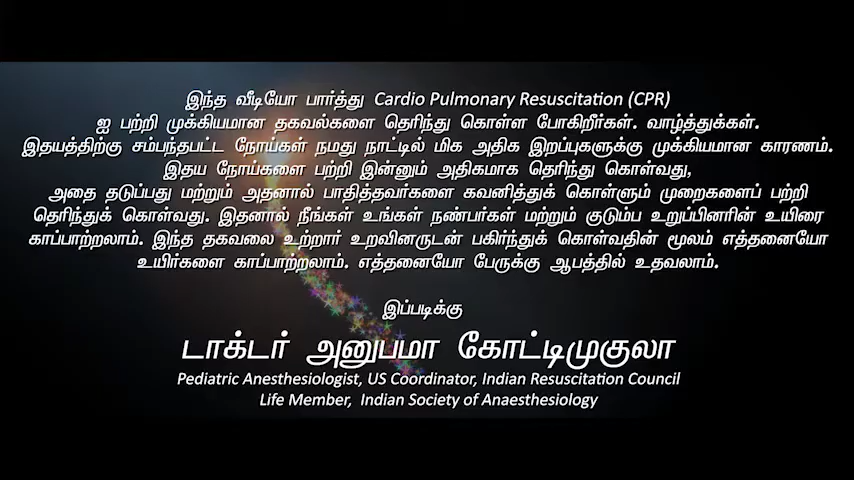 இந்த வீடியோ பார்த்து Cardio Pulmonary Resuscitation (CPR)
ஐ பற்றி முக்கியமான தகவல்களை தெரிந்து கொள்ள போகிறீர்கள். வாழ்த்துக்கள்.
இதயத்திற்கு சம்பந்தபட்ட நோய்கள் நமது நாட்டில் மிக அதிக இறப்புகளுக்கு முக்கியமான காரணம்.
இதய நோய்களை பற்றி இன்னும் அதிகமாக தெரிந்து கொள்வது,
அதை தடுப்பது மற்றும் அதனால் பாதித்தவர்களை கவனித்துக் கொள்ளும் முறைகளைப் பற்றி
தெரிந்துக் கொள்வது. இதனால் நீங்கள் உங்கள் நண்பர்கள் மற்றும் குடும்ப உறுப்பினரின் உயிரை
காப்பாற்றலாம். இந்த தகவலை உற்றார் உறவினருடன் பகிர்ந்துக் கொள்வதின் மூலம் எத்தனையோ
உயிர்களை காப்பாற்றலாம். எத்தனையோ பேருக்கு ஆபத்தில் உதவலாம்.
இப்படிக்கு
டாக்டர் அனுபமா கோட்டிமுகுலா
Pediatric Anesthesiologist, US Coordinator, Indian Resuscitation Council
Life Member, Indian Society of Anaesthesiology